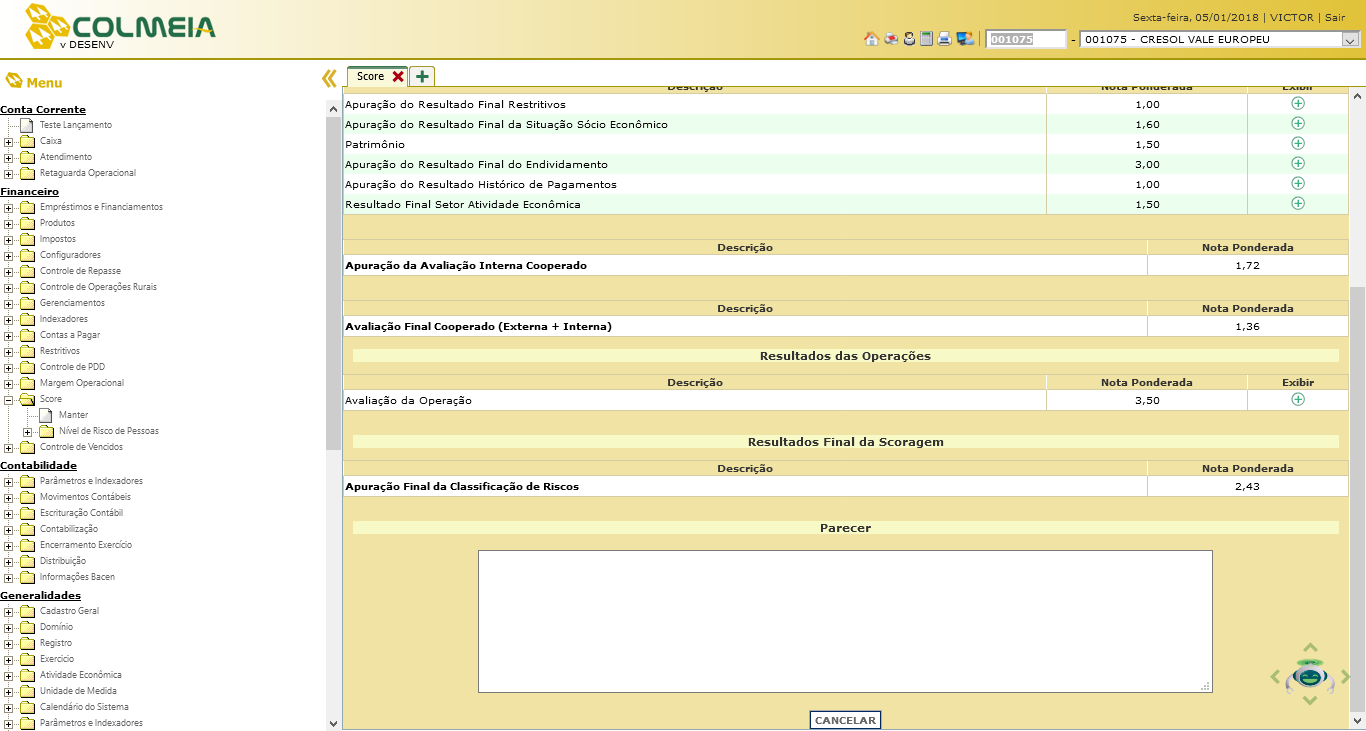 COLMEIA
v DESENV
Sexta-feira, 05/01/2018 | VICTOR | Sair
001075 - 001075 - CRESOL VALE EUROPEU
Menu
Conta Corrente
Teste Lançamento
Caixa
Atendimento
Retaguarda Operacional
Financeiro
Empréstimos e Financiamentos
Produtos
Impostos
Configuradores
Controle de Repasse
Controle de Operações Rurais
Gerenciamentos
Indexadores
Contas a Pagar
Restritivos
Controle de PDD
Margem Operacional
Score
Manter
Nível de Risco de Pessoas
Controle de Vencidos
Contabilidade
Parâmetros e Indexadores
Movimentos Contábeis
Escrituração Contábil
Contabilização
Encerramento Exercício
Distribuição
Informações Bacen
Generalidades
Cadastro Geral
Domínio
Registro
Exercicio
Atividade Econômica
Unidade de Medida
Calendário do Sistema
Parâmetros e Indexadores
Score
Descrição Nota Ponderada Exibir
Apuração do Resultado Final Restritivos 1,00
Apuração do Resultado Final da Situação Sócio Econômico 1,60
Patrimônio 1,50
Apuração do Resultado Final do Endividamento 3,00
Apuração do Resultado Histórico de Pagamentos 1,00
Resultado Final Setor Atividade Econômica 1,50
Descrição Nota Ponderada
Apuração da Avaliação Interna Cooperado 1,72
Descrição Nota Ponderada
Avaliação Final Cooperado (Externa + Interna) 1,36
Resultados das Operações
Descrição Nota Ponderada Exibir
Avaliação da Operação 3,50
Resultados Final da Scoragem
Descrição Nota Ponderada
Apuração Final da Classificação de Riscos 2,43
Parecer
CANCELAR